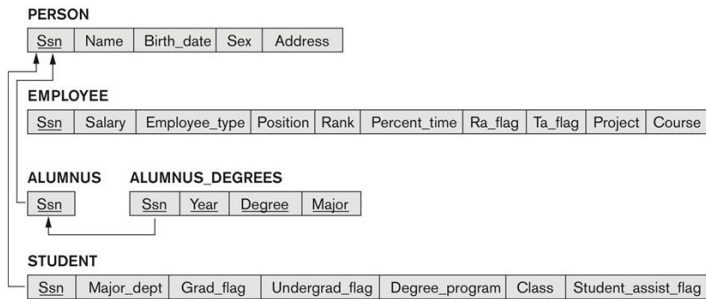 PERSON
Ssn Name Birth_date Sex Address
EMPLOYEE
Ssn Salary Employee_type Position Rank Percent_time Ra_flag Ta_flag Project Course
ALUMNUS ALUMNUS_DEGREES
Ssn Ssn Year Degree Major
STUDENT
Ssn Major_dept Grad_flag Undergrad_flag Degree_program Class Student_assist_flag